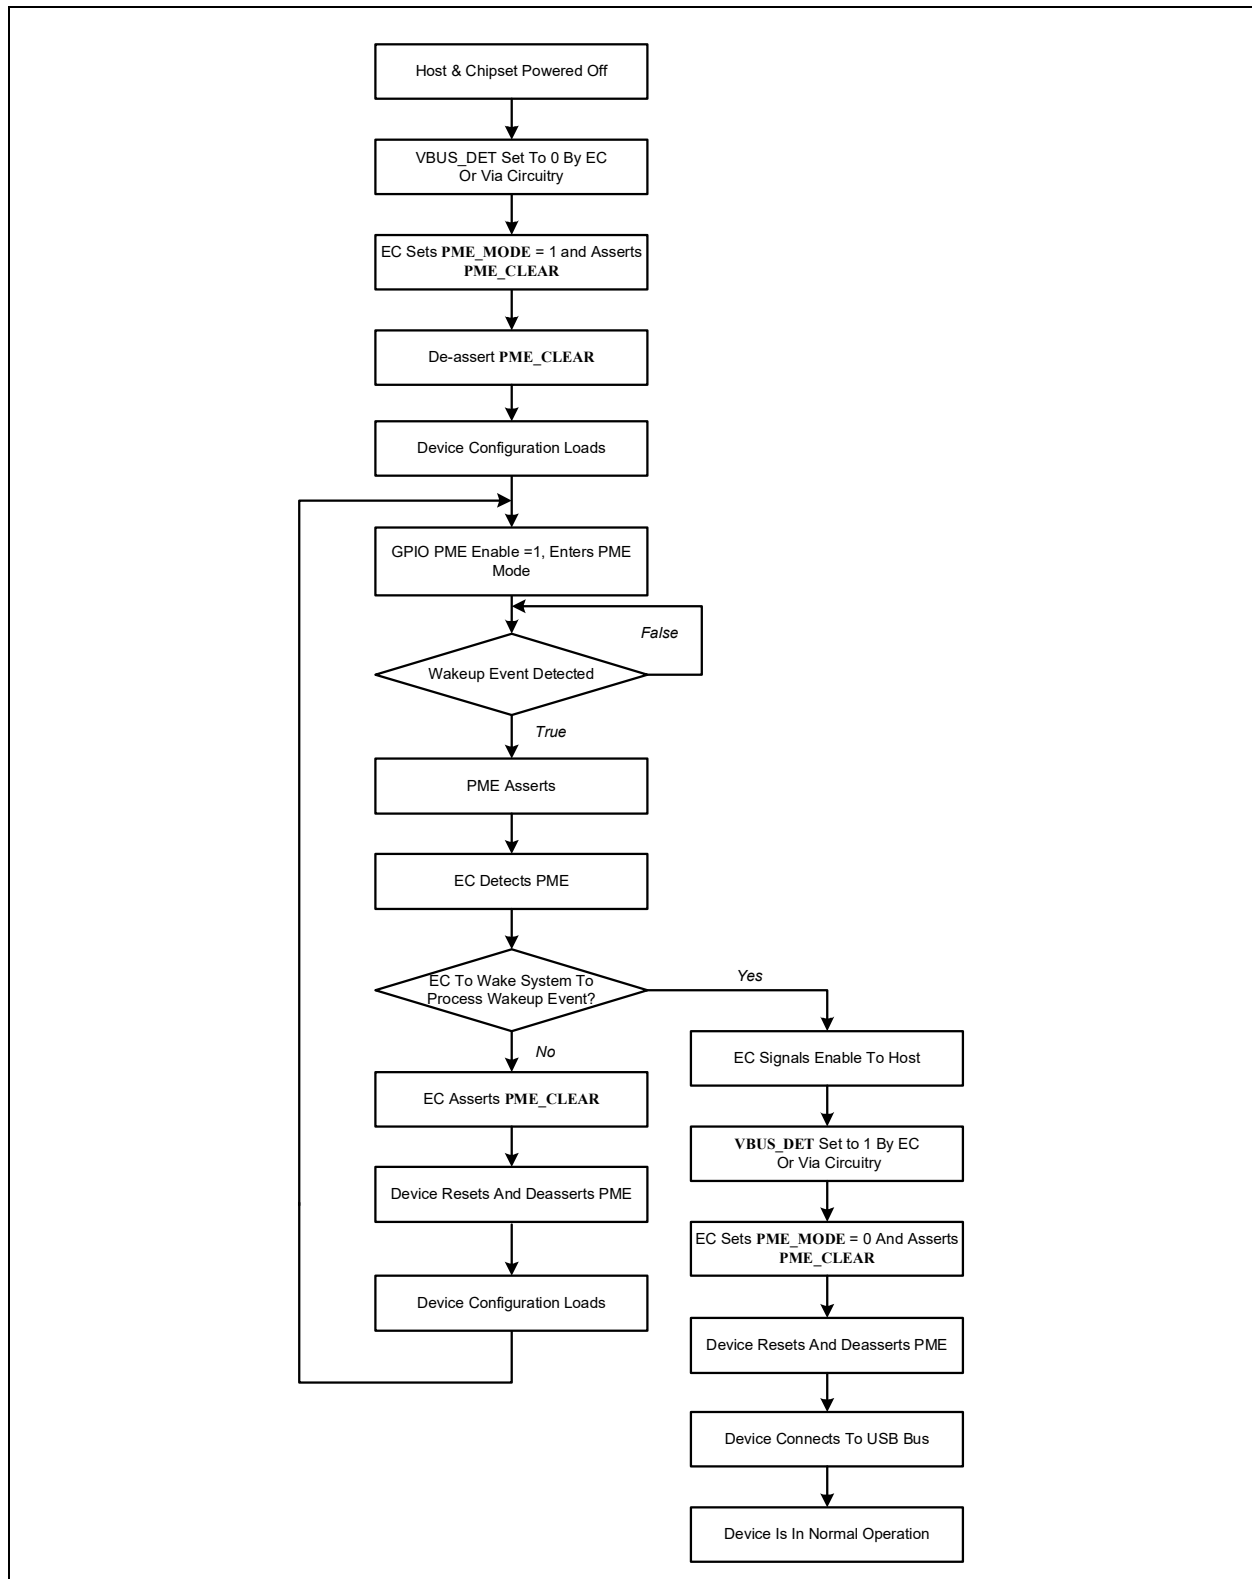 Host & Chipset Powered Off
VBUS_DET Set To 0 By EC
Or Via Circuitry
EC Sets PME_MODE = 1 and Asserts
PME_CLEAR
De-assert PME_CLEAR
Device Configuration Loads
GPIO PME Enable =1, Enters PME
Mode
False
Wakeup Event Detected
True
PME Asserts
EC Detects PME
EC To Wake System To
Process Wakeup Event?
Yes
No
EC Asserts PME_CLEAR
Device Resets And Deasserts PME
Device Configuration Loads
EC Signals Enable To Host
VBUS_DET Set to 1 By EC
Or Via Circuitry
EC Sets PME_MODE = 0 And Asserts
PME_CLEAR
Device Resets And Deasserts PME
Device Connects To USB Bus
Device Is In Normal Operation